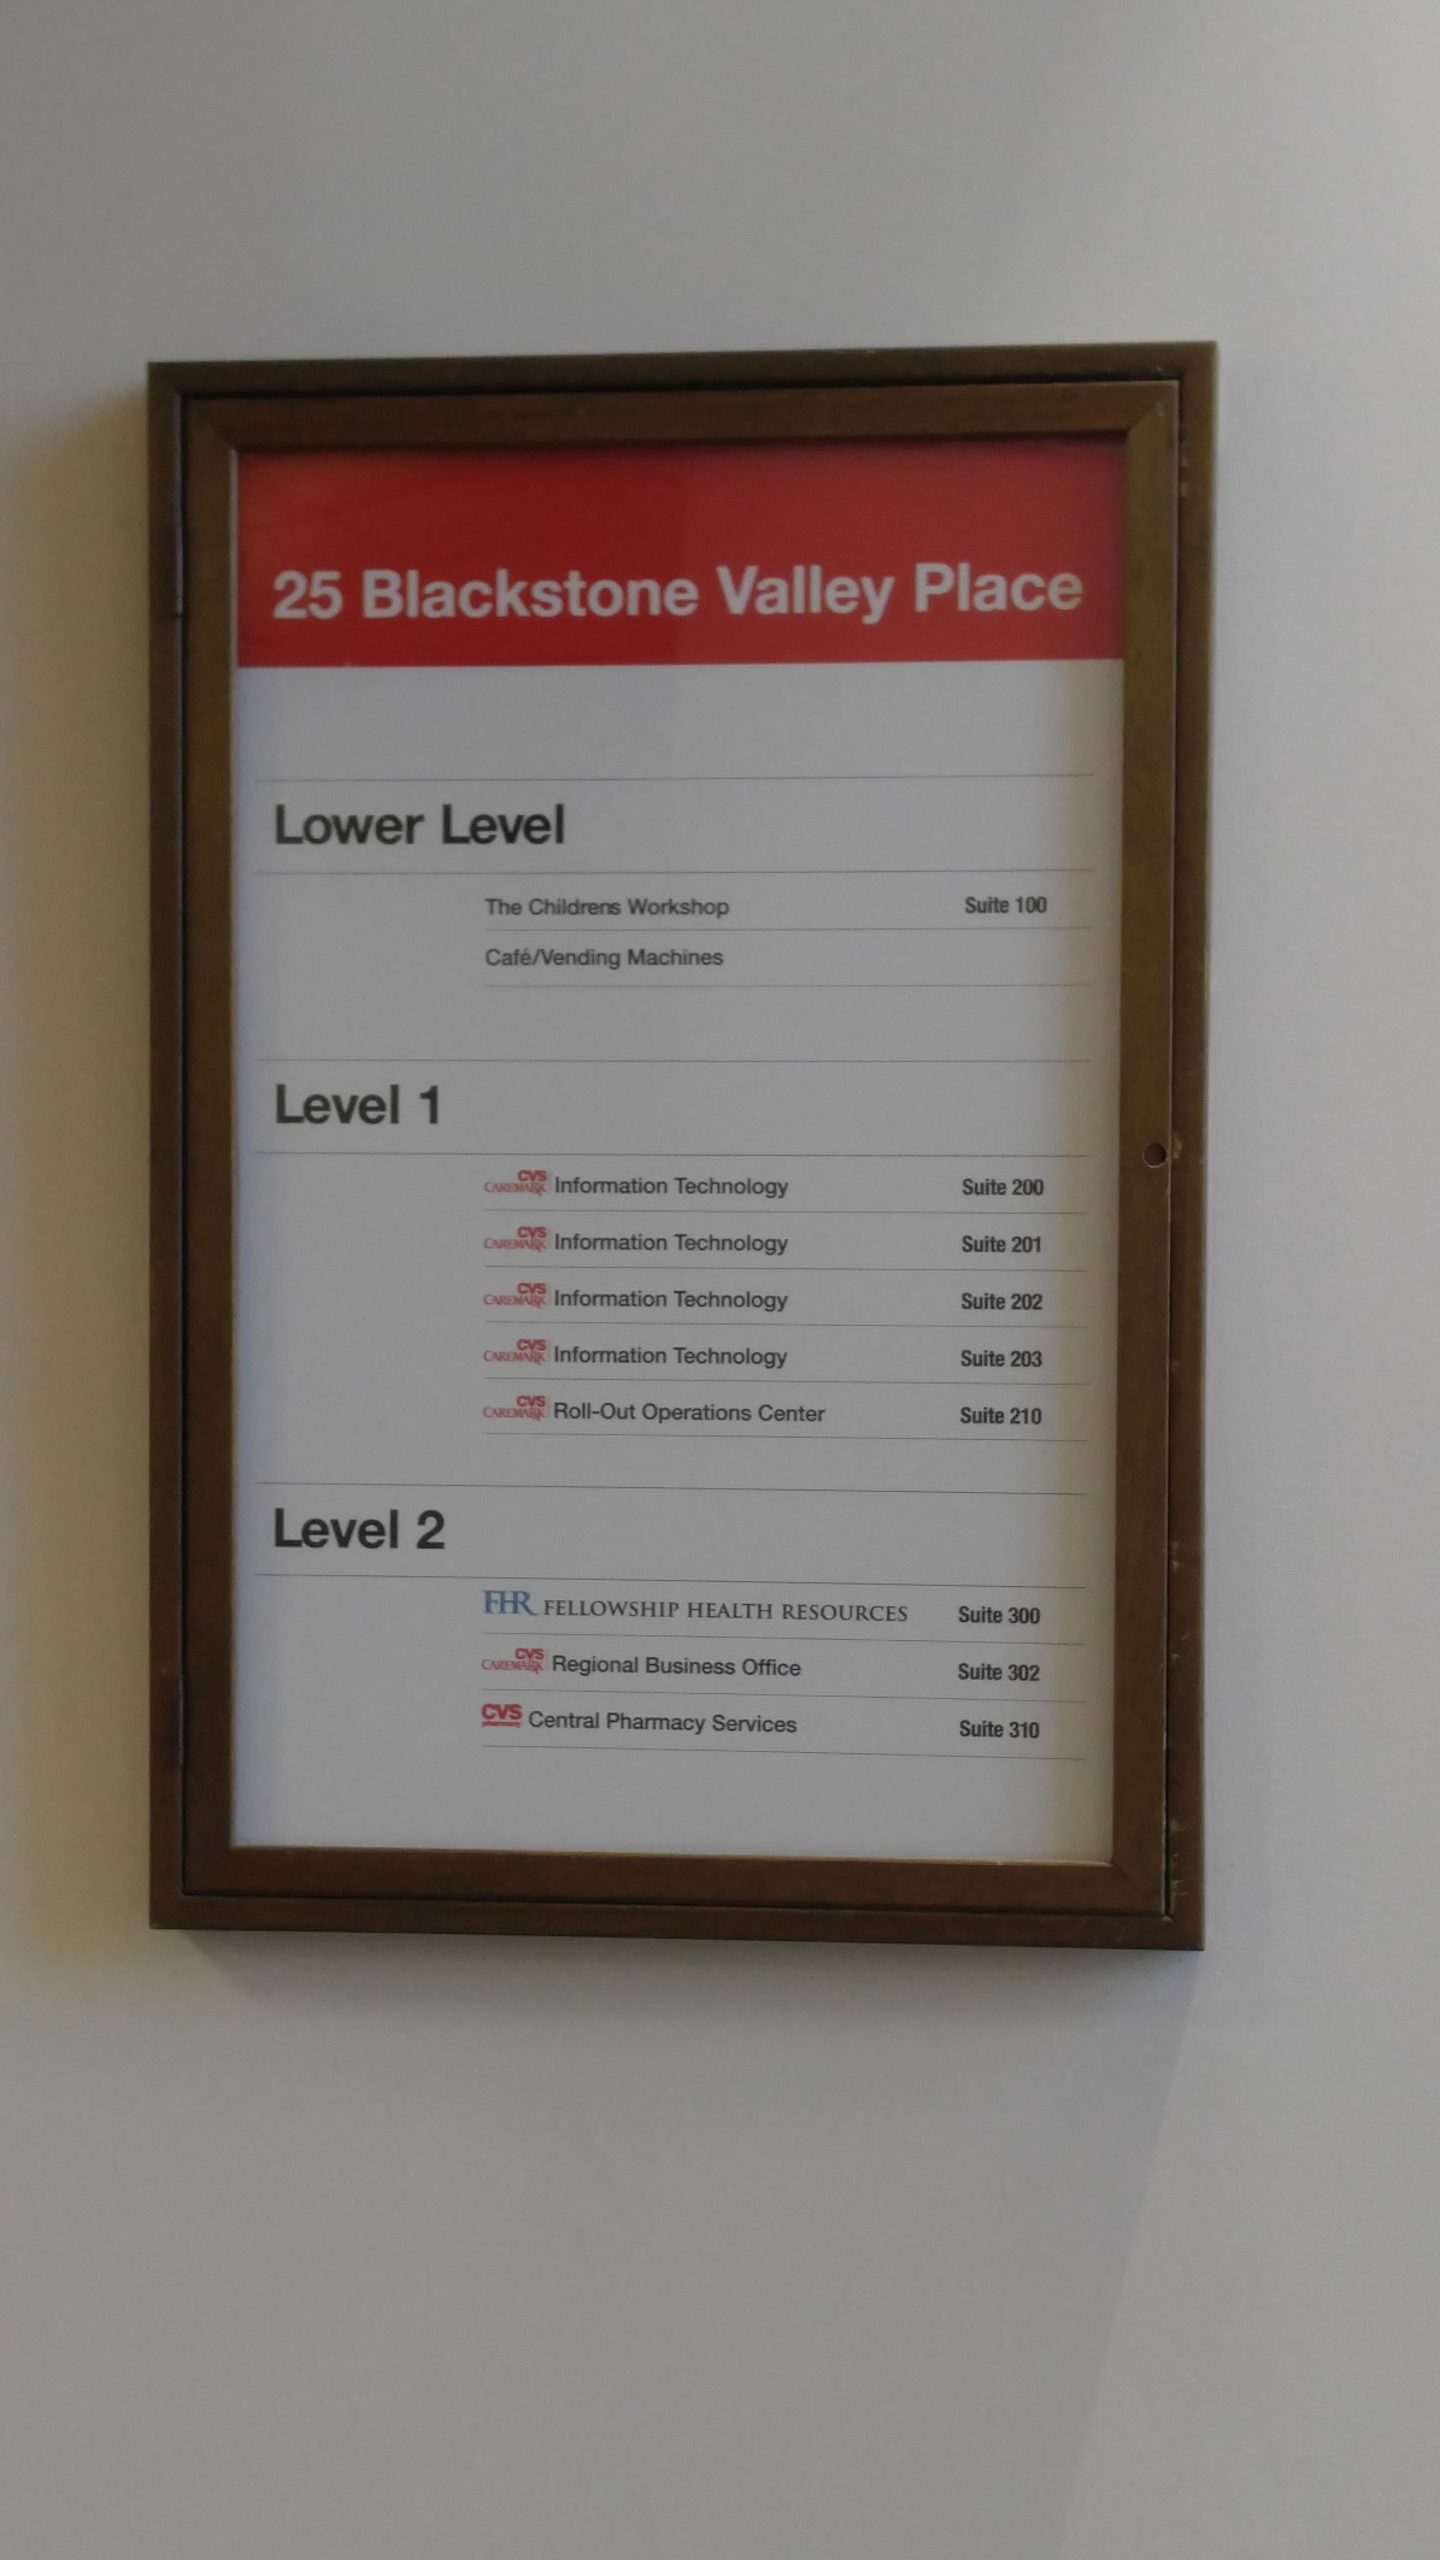 25 Blackstone Valley Place
Lower Level
The Childrens Workshop Suite 100
Café/Vending Machines
Level 1
CVS CAREMARK Information Technology Suite 200
CVS CAREMARK Information Technology Suite 201
CVS CAREMARK Information Technology Suite 202
CVS CAREMARK Information Technology Suite 203
CVS CAREMARK Roll-Out Operations Center Suite 210
Level 2
FHR FELLOWSHIP HEALTH RESOURCES Suite 300
CVS CAREMARK Regional Business Office Suite 302
CVS pharmacy Central Pharmacy Services Suite 310